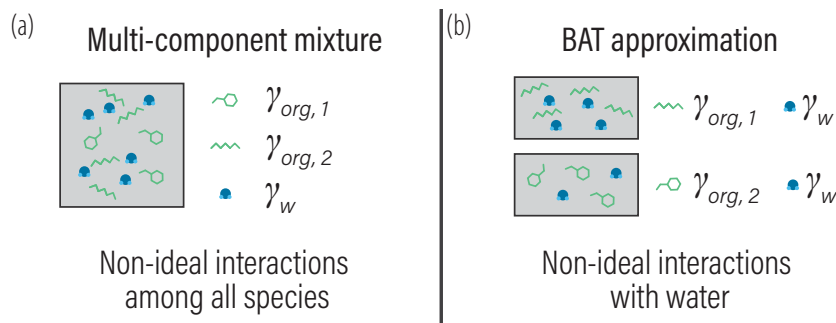 (a)
Multi-component mixture
γorg, 1
γorg, 2
γw
Non-ideal interactions
among all species
(b)
BAT approximation
γorg, 1 γw
γorg, 2 γw
Non-ideal interactions
with water